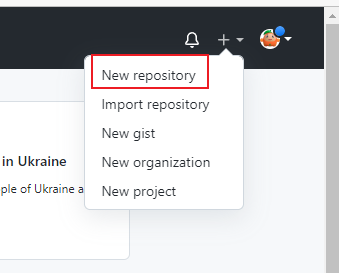 New repository
Import repository
New gist
in Ukraine
New organization
ple of Ukraine a
New project